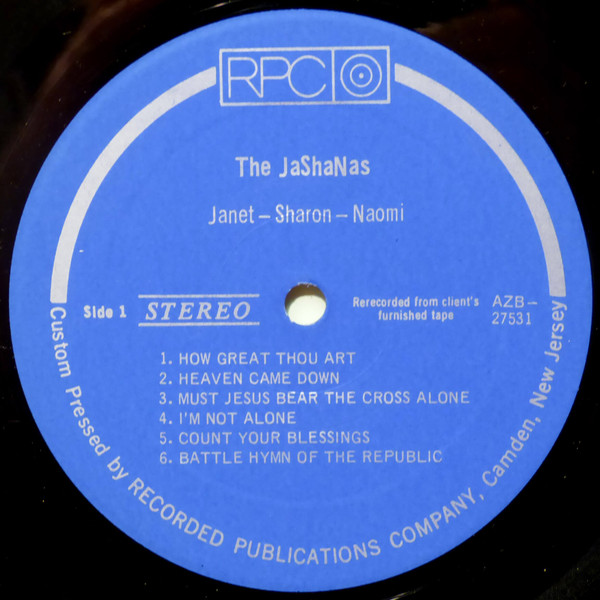 RPC
The JaShaNas
Janet – Sharon – Naomi
Side 1
STEREO
Rerecorded from client's
furnished tape
AZB–
27531
1. HOW GREAT THOU ART
2. HEAVEN CAME DOWN
3. MUST JESUS BEAR THE CROSS ALONE
4. I'M NOT ALONE
5. COUNT YOUR BLESSINGS
6. BATTLE HYMN OF THE REPUBLIC
Custom Pressed by RECORDED PUBLICATIONS COMPANY, Camden, New Jersey